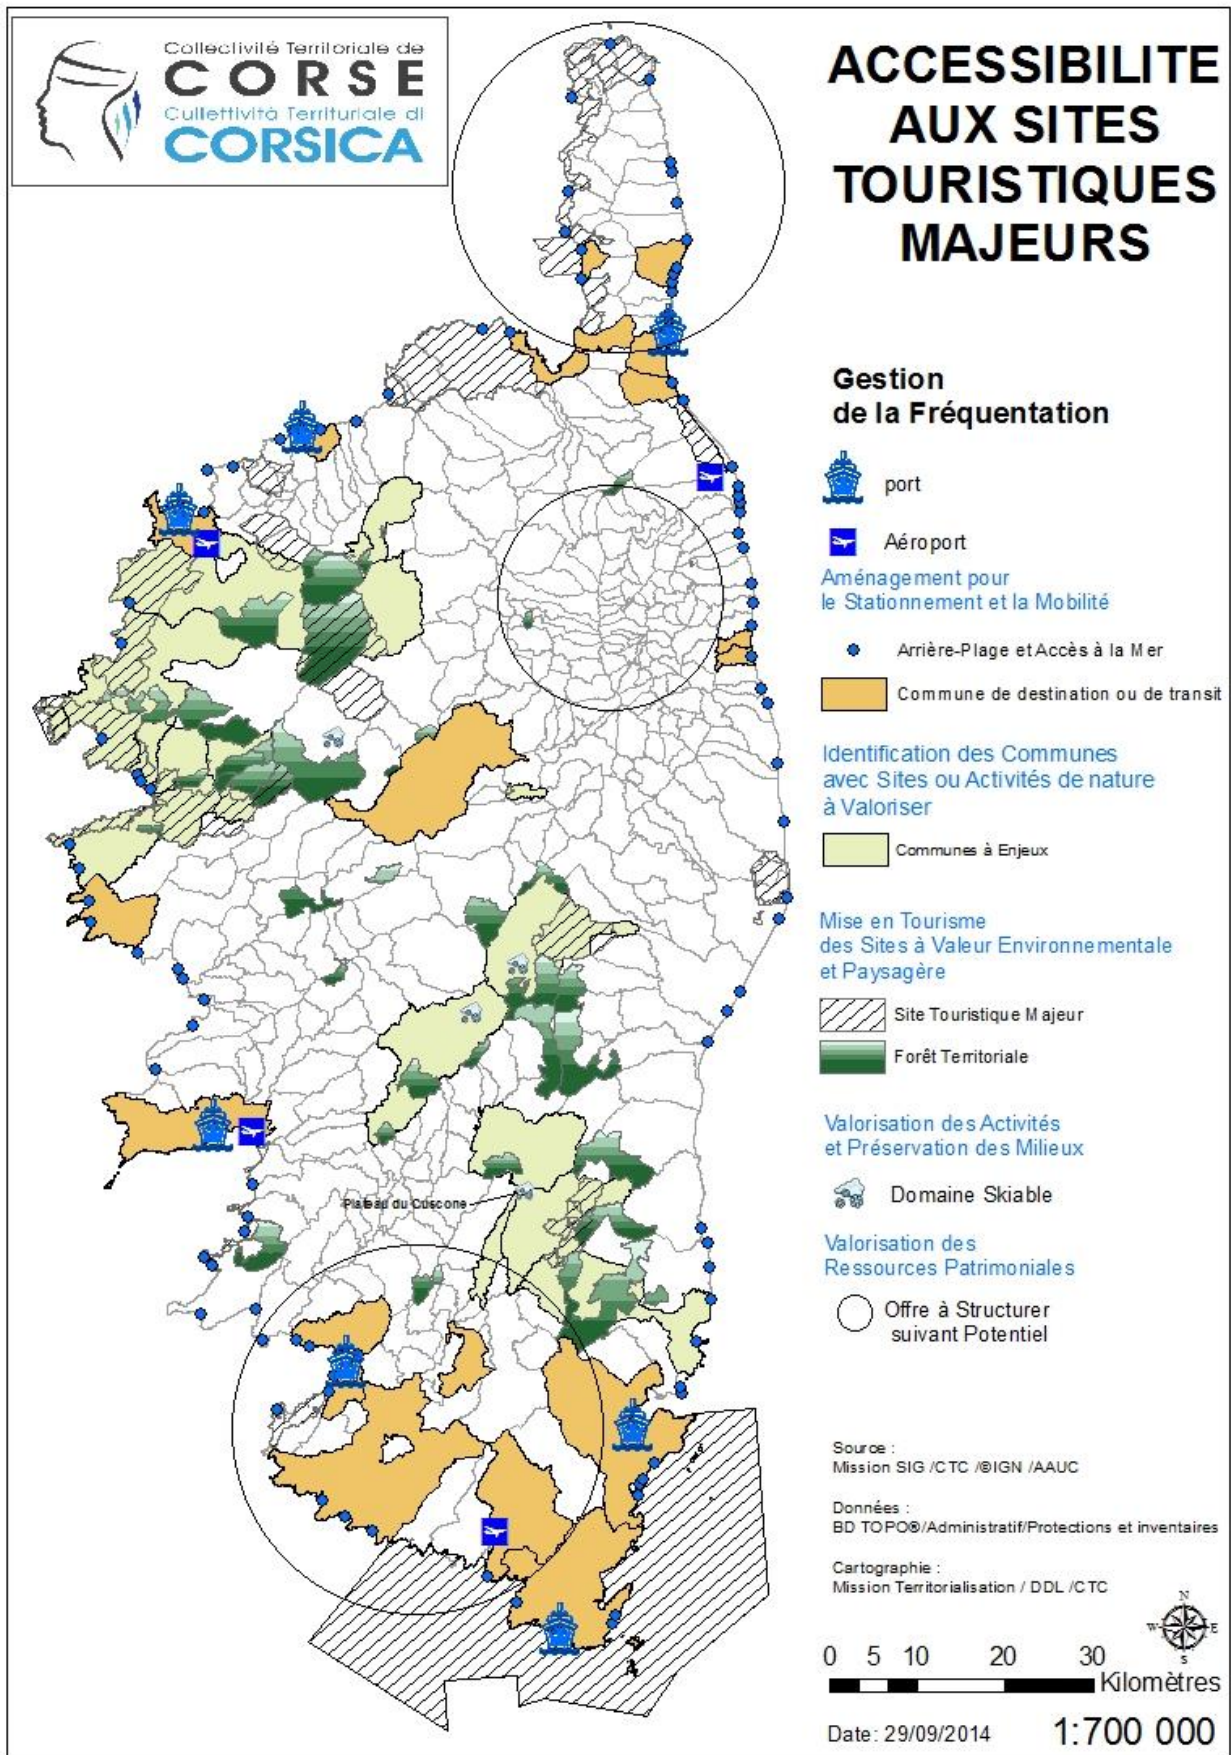 Collectivité Territoriale de
CORSE
Cullettività Territuriale di
CORSICA
ACCESSIBILITE
AUX SITES
TOURISTIQUES
MAJEURS
Gestion
de la Fréquentation
port
Aéroport
Aménagement pour
le Stationnement et la Mobilité
Arrière-Plage et Accès à la Mer
Commune de destination ou de transit
Identification des Communes
avec Sites ou Activités de nature
à Valoriser
Communes à Enjeux
Mise en Tourisme
des Sites à Valeur Environnementale
et Paysagère
Site Touristique Majeur
Forêt Territoriale
Valorisation des Activités
et Préservation des Milieux
Domaine Skiable
Valorisation des
Ressources Patrimoniales
Offre à Structurer
suivant Potentiel
Plateau du Cuscone
Source :
Mission SIG /CTC /©IGN /AAUC
Données :
BD TOPO®/Administratif/Protections et inventaires
Cartographie :
Mission Territorialisation / DDL /CTC
N
W E
S
0 5 10 20 30
Kilomètres
Date: 29/09/2014 1:700 000